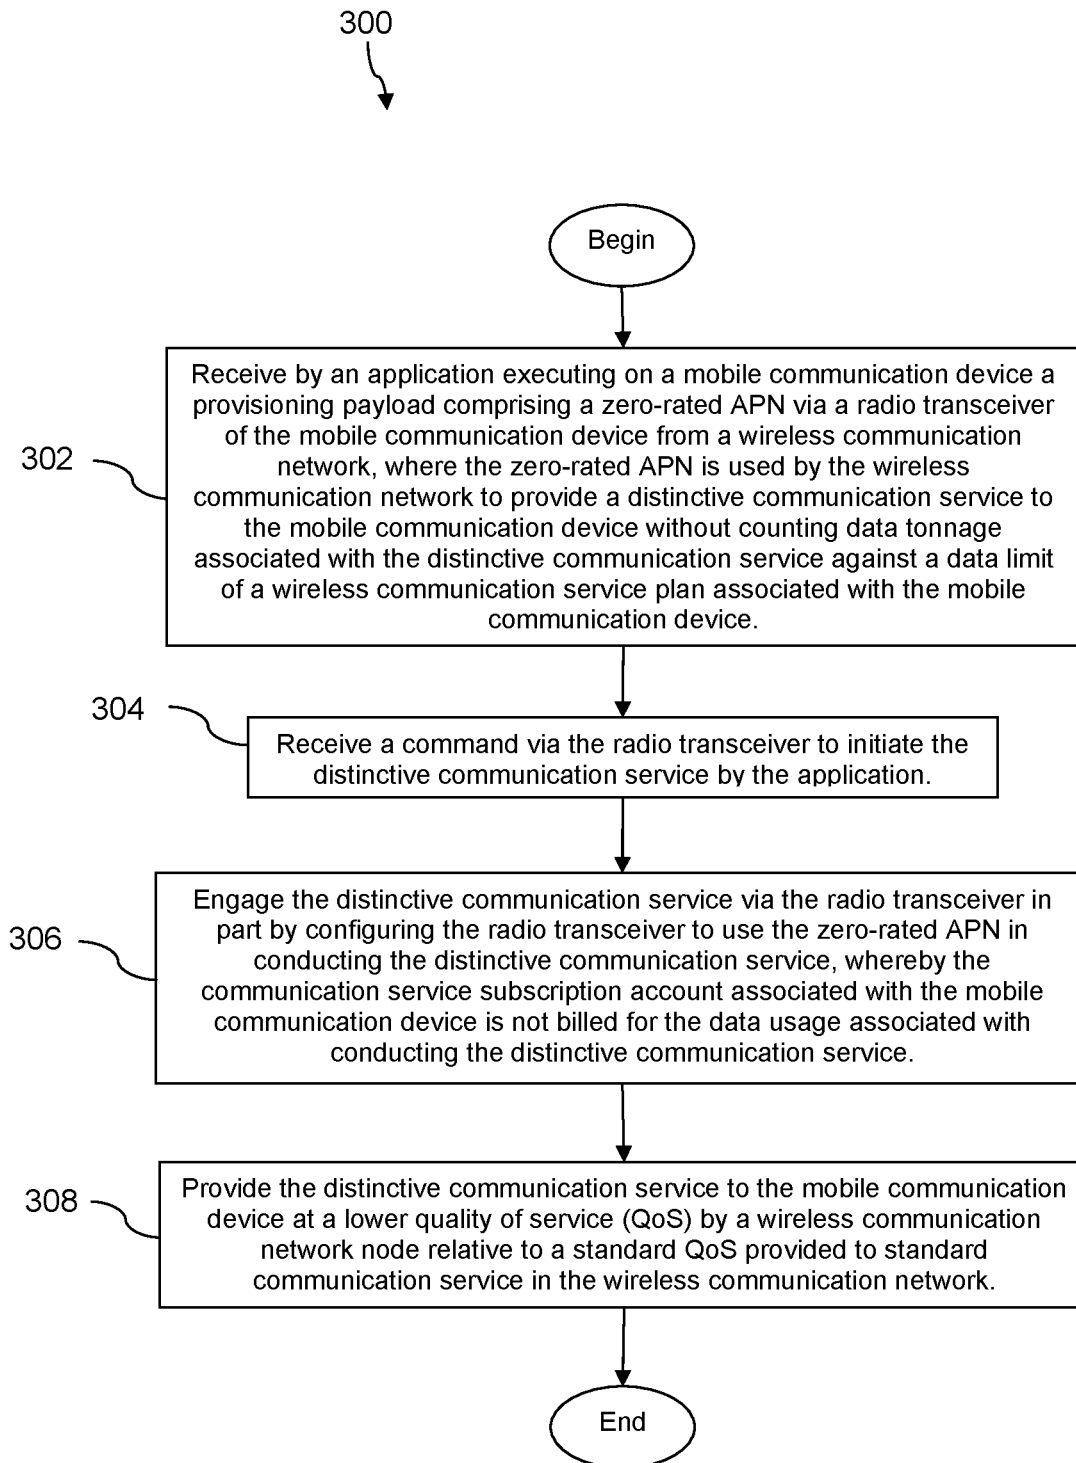 300
Begin
302
Receive by an application executing on a mobile communication device a
provisioning payload comprising a zero-rated APN via a radio transceiver
of the mobile communication device from a wireless communication
network, where the zero-rated APN is used by the wireless
communication network to provide a distinctive communication service to
the mobile communication device without counting data tonnage
associated with the distinctive communication service against a data limit
of a wireless communication service plan associated with the mobile
communication device.
304
Receive a command via the radio transceiver to initiate the
distinctive communication service by the application.
306
Engage the distinctive communication service via the radio transceiver in
part by configuring the radio transceiver to use the zero-rated APN in
conducting the distinctive communication service, whereby the
communication service subscription account associated with the mobile
communication device is not billed for the data usage associated with
conducting the distinctive communication service.
308
Provide the distinctive communication service to the mobile communication
device at a lower quality of service (QoS) by a wireless communication
network node relative to a standard QoS provided to standard
communication service in the wireless communication network.
End